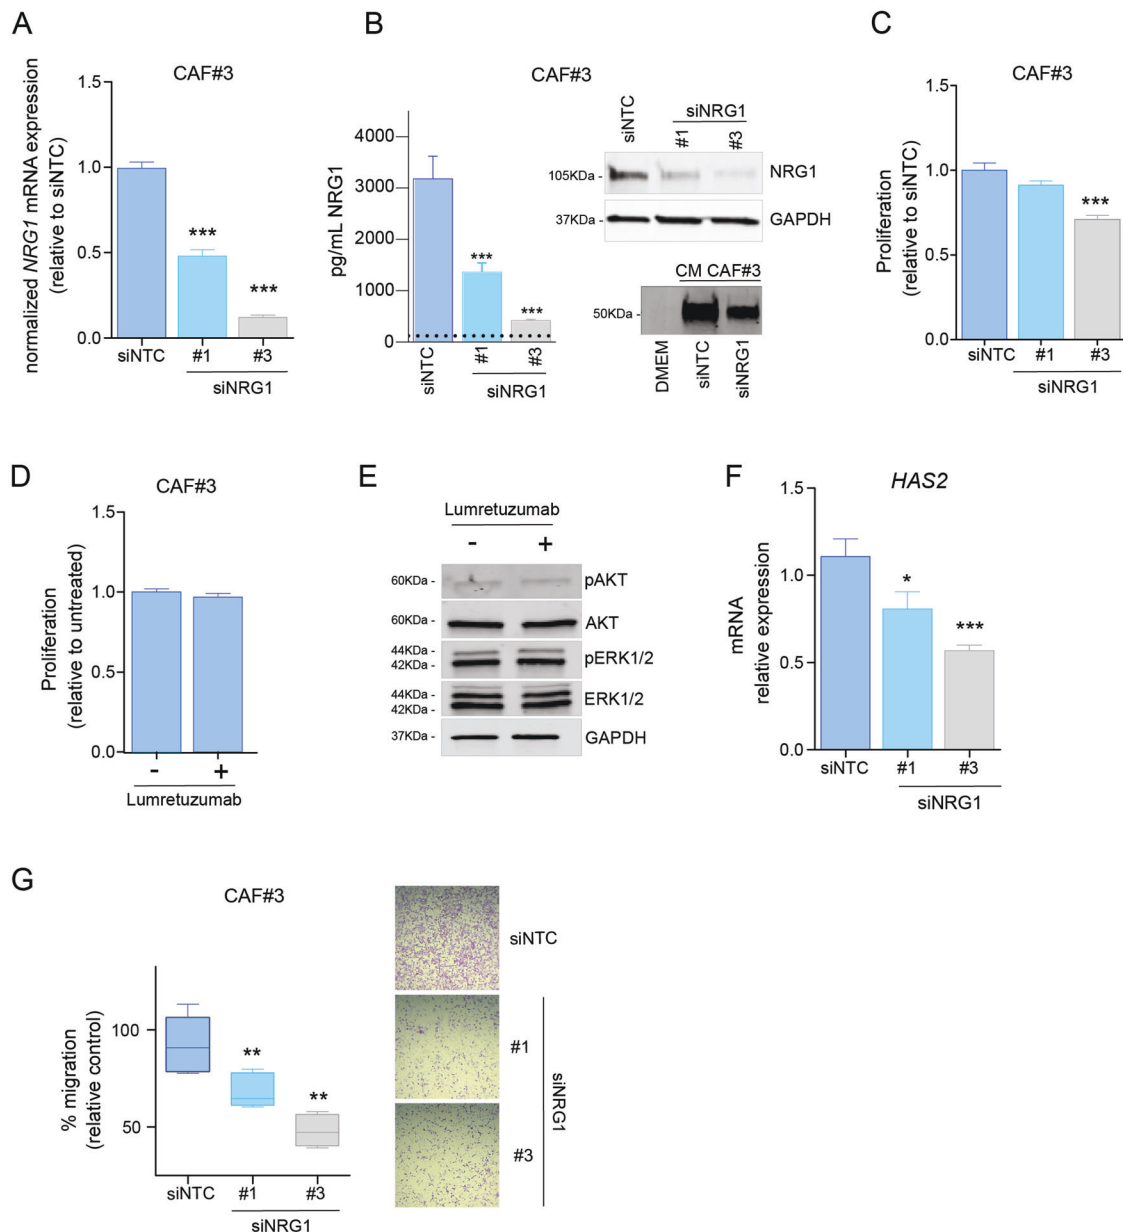 A
CAF#3
normalized NRG1 mRNA expression
(relative to siNTC)
1.5
1.0
0.5
0.0
***
***
siNTC
#1
#3
siNRG1
B
CAF#3
pg/mL NRG1
4000
3000
2000
1000
0
***
***
siNTC
#1
#3
siNRG1
siNTC
siNRG1
#1
#3
105KDa -
NRG1
37KDa -
GAPDH
CM CAF#3
50KDa -
DMEM
siNTC
siNRG1
C
CAF#3
Proliferation
(relative to siNTC)
1.5
1.0
0.5
0.0
***
siNTC
#1
#3
siNRG1
D
CAF#3
Proliferation
(relative to untreated)
1.5
1.0
0.5
0.0
- +
Lumretuzumab
E
Lumretuzumab
- +
60KDa -
pAKT
60KDa -
AKT
44KDa -
42KDa -
pERK1/2
44KDa -
42KDa -
ERK1/2
37KDa -
GAPDH
F
HAS2
mRNA
relative expression
1.5
1.0
0.5
0.0
*
***
siNTC
#1
#3
siNRG1
G
CAF#3
% migration
(relative control)
100
50
**
**
siNTC
#1
#3
siNRG1
siNTC
#1
#3
siNRG1